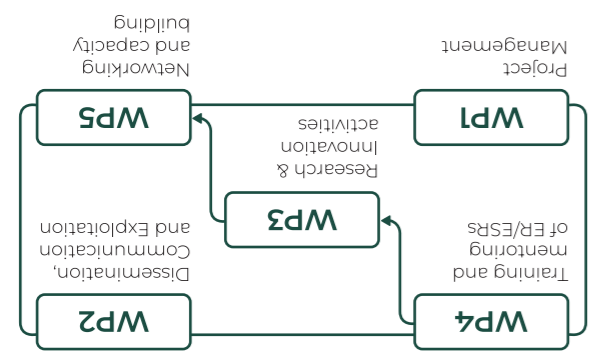 WP4
Training and
mentoring
of ER/ESRs
WP2
Dissemination,
Communication
and Exploitation
WP3
Research &
Innovation
activities
WP1
Project
Management
WP5
Networking
and capacity
building